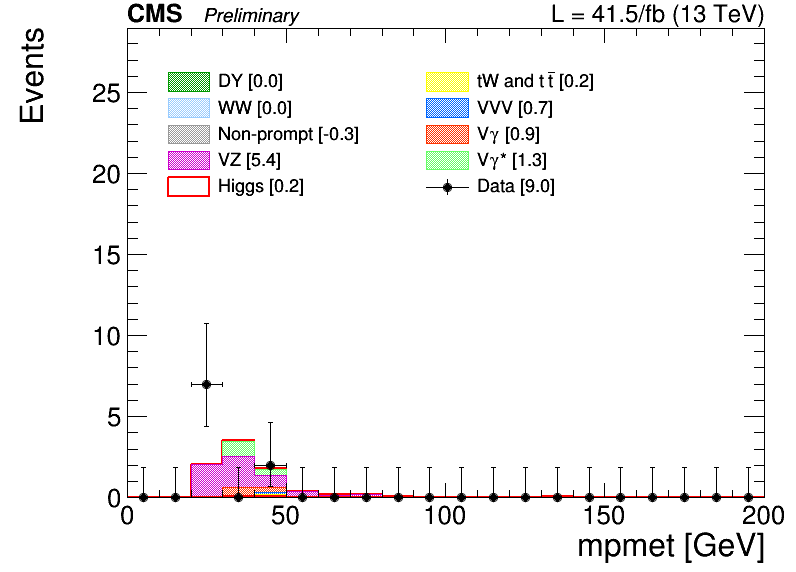 CMS Preliminary L = 41.5/fb (13 TeV)
Events
25
20
15
10
5
0
DY [0.0]
WW [0.0]
Non-prompt [-0.3]
VZ [5.4]
Higgs [0.2]
tW and tt̅ [0.2]
VVV [0.7]
Vγ [0.9]
Vγ* [1.3]
Data [9.0]
0 50 100 150 200
mpmet [GeV]